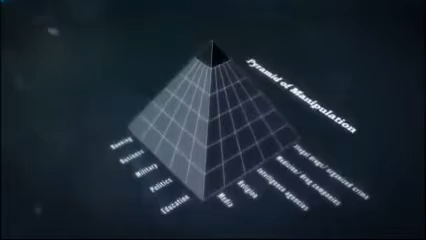 Pyramid of Manipulation
Banking
Business
Military
Politics
Education
Media
Religion
Intelligence agencies
Medicine/ drug companies
Illegal drugs/ organised crime